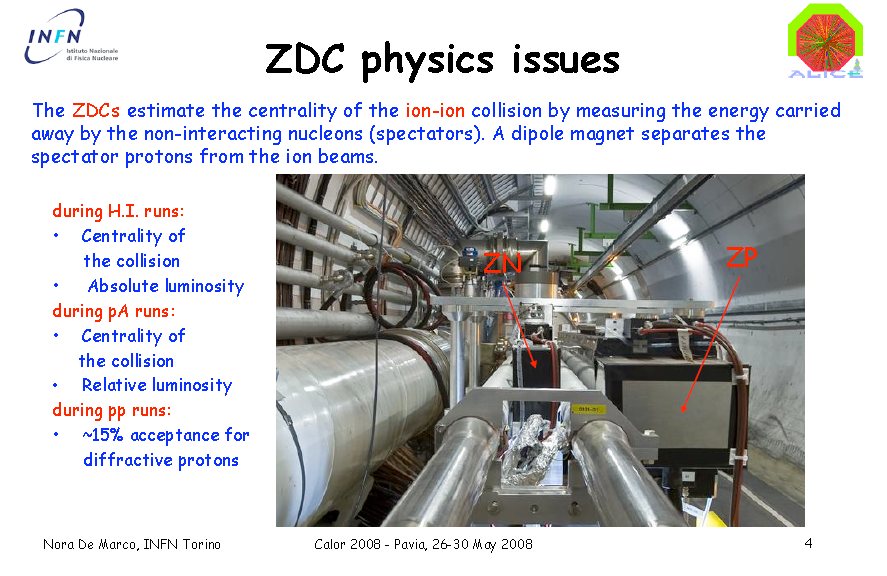 INFN
Istituto Nazionale
di Fisica Nucleare
ALICE
ZDC physics issues
The ZDCs estimate the centrality of the ion-ion collision by measuring the energy carried
away by the non-interacting nucleons (spectators). A dipole magnet separates the
spectator protons from the ion beams.
during H.I. runs:
• Centrality of
the collision
• Absolute luminosity
during pA runs:
• Centrality of
the collision
• Relative luminosity
during pp runs:
• ~15% acceptance for
diffractive protons
ZN
ZP
Nora De Marco, INFN Torino
Calor 2008 - Pavia, 26-30 May 2008
4